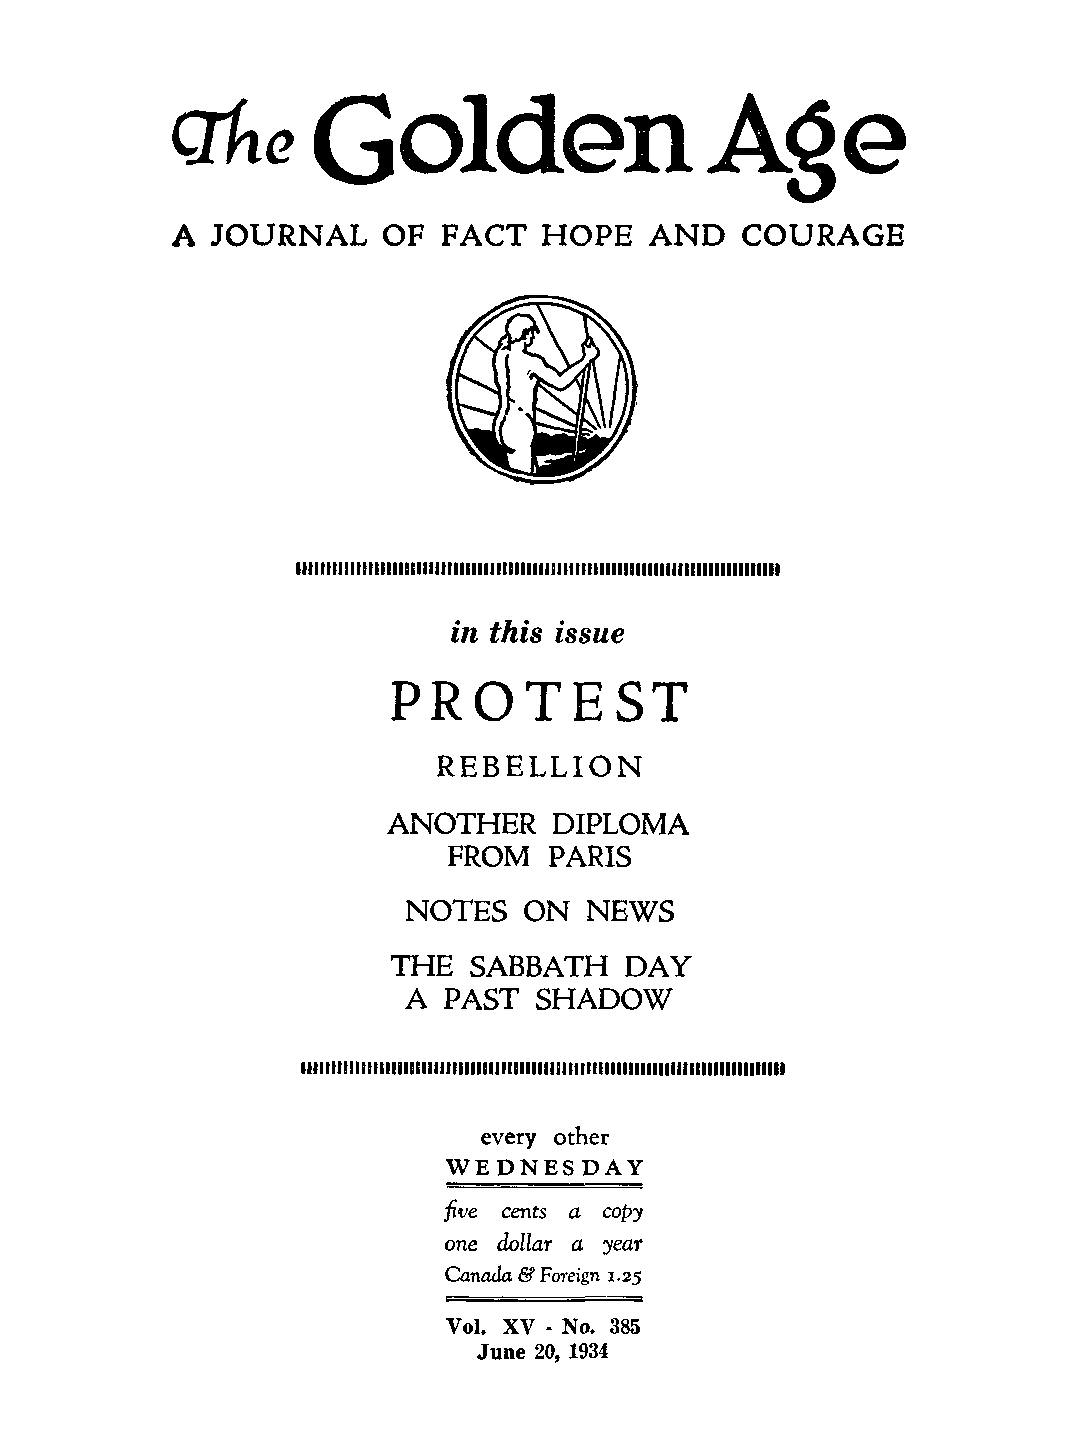 The Golden Age
A JOURNAL OF FACT HOPE AND COURAGE
in this issue
PROTEST
REBELLION
ANOTHER DIPLOMA
FROM PARIS
NOTES ON NEWS
THE SABBATH DAY
A PAST SHADOW
every other
WEDNESDAY
five cents a copy
one dollar a year
Canada & Foreign 1.25
Vol. XV - No. 385
June 20, 1934